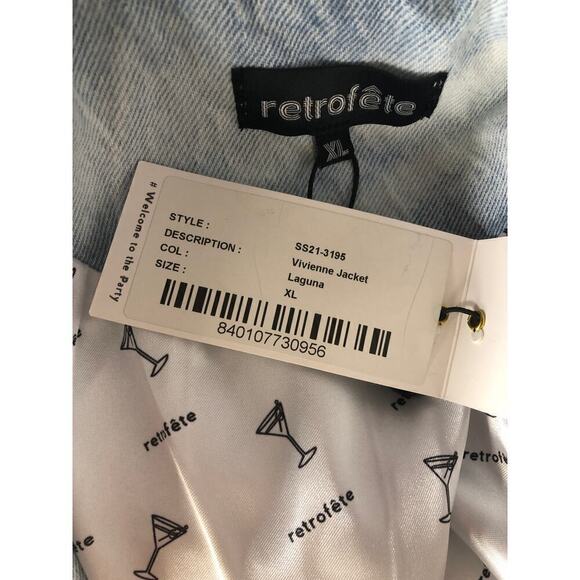 retrofête
XL
# Welcome to the Party
STYLE : SS21-3195
DESCRIPTION : Vivienne Jacket
COL : Laguna
SIZE : XL
840107730956
retrofête
retrofête
retrofête